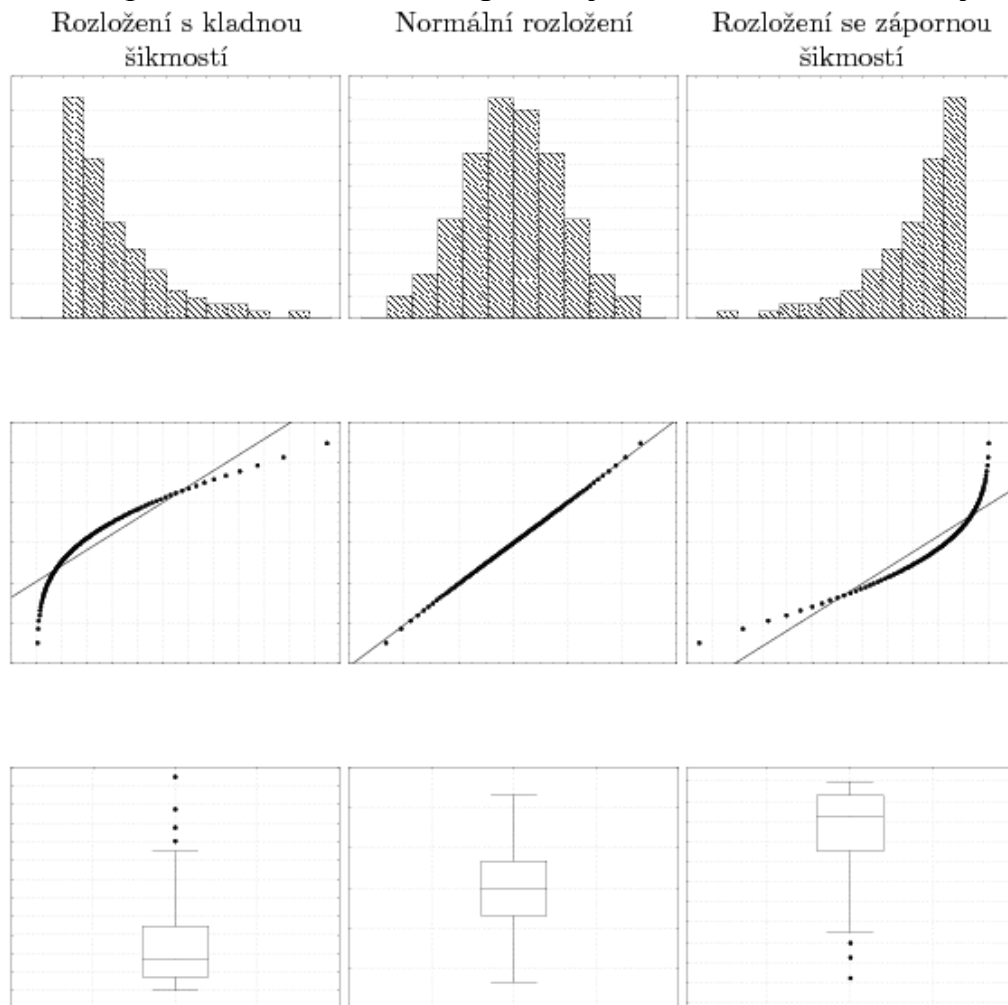 Rozložení s kladnou
šikmostí
Normální rozložení
Rozložení se zápornou
šikmostí